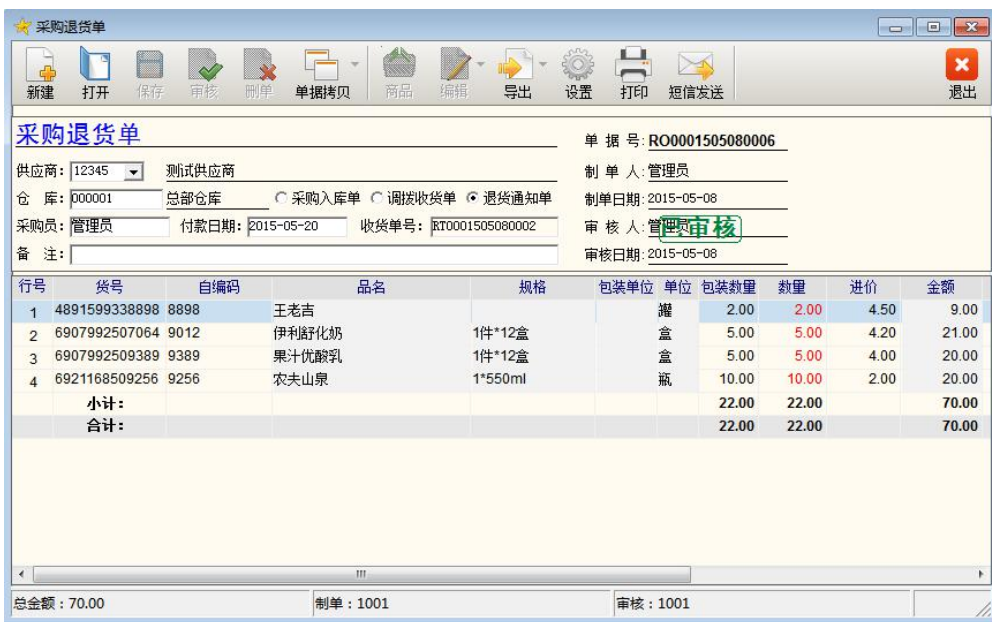 采购退货单
新建 打开 保存 审核 删单 单据拷贝 商品 编辑 导出 设置 打印 短信发送 退出
采购退货单 单 据 号: RO0001505080006
供应商: 12345 测试供应商 制 单 人: 管理员
仓 库: 000001 总部仓库 采购入库单 调拨收货单 退货通知单 制单日期: 2015-05-08
采购员: 管理员 付款日期: 2015-05-20 收货单号: RT0001505080002 审 核 人: 管理员 已审核
备 注: 审核日期: 2015-05-08
行号 货号 自编码 品名 规格 包装单位 单位 包装数量 数量 进价 金额
1 4891599338898 8898 王老吉 罐 2.00 2.00 4.50 9.00
2 6907992507064 9012 伊利舒化奶 1件*12盒 盒 5.00 5.00 4.20 21.00
3 6907992509389 9389 果汁优酸乳 1件*12盒 盒 5.00 5.00 4.00 20.00
4 6921168509256 9256 农夫山泉 1*550ml 瓶 10.00 10.00 2.00 20.00
小计: 22.00 22.00 70.00
合计: 22.00 22.00 70.00
总金额：70.00 制单：1001 审核：1001